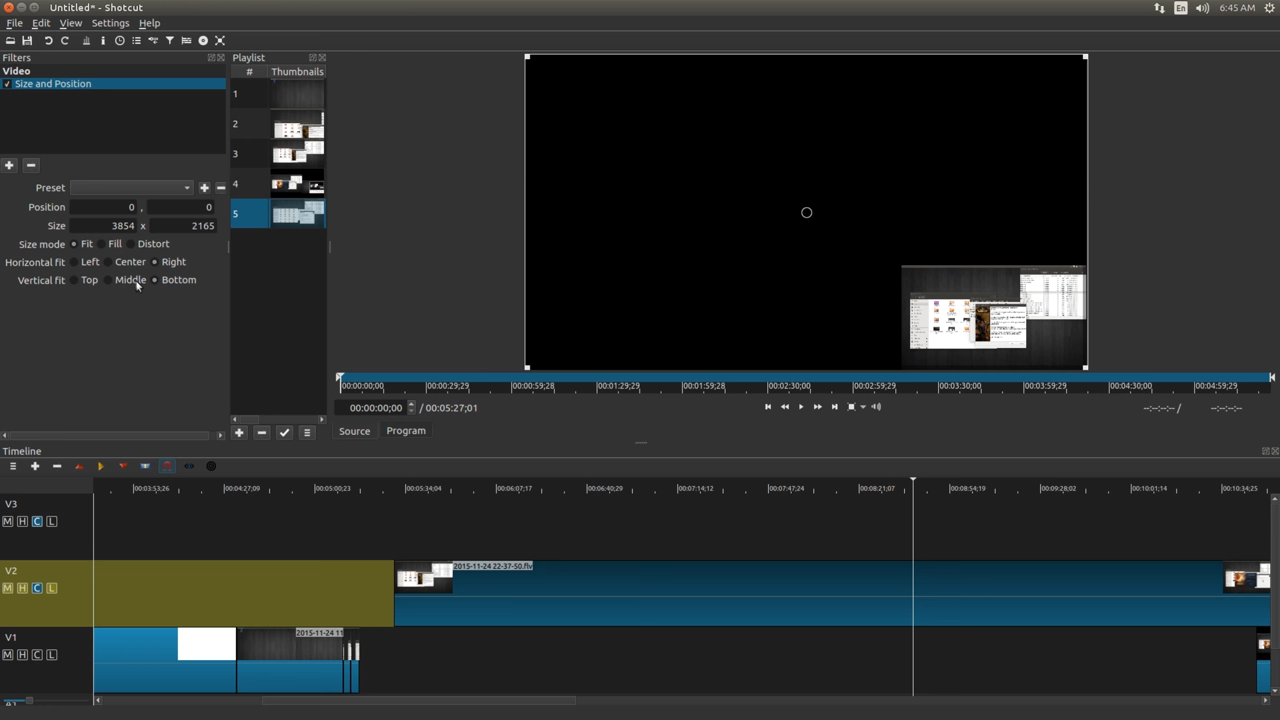 Untitled* - Shotcut
En
6:45 AM
File Edit View Settings Help
Filters
Playlist
Video
# Thumbnails
Size and Position
1
2
3
4
5
Preset
Position 0 , 0
Size 3854 x 2165
Size mode Fit Fill Distort
Horizontal fit Left Center Right
Vertical fit Top Middle Bottom
00:00:00;00 00:00:29;29 00:00:59;28 00:01:29;29 00:01:59;28 00:02:30;00 00:02:59;29 00:03:30;00 00:03:59;29 00:04:30;00 00:04:59;29
00:00:00;00 / 00:05:27;01
--:--:--:-- / --:--:--:--
Source Program
Timeline
00:03:53;26 00:04:27;09 00:05:00;23 00:05:34;04 00:06:07;17 00:06:40;29 00:07:14;12 00:07:47;24 00:08:21;07 00:08:54;19 00:09:28;02 00:10:01;14 00:10:34;25
V3
M H C L
V2
2015-11-24 22-37-50.flv
M H C L
V1
2015-11-24 11
M H C L